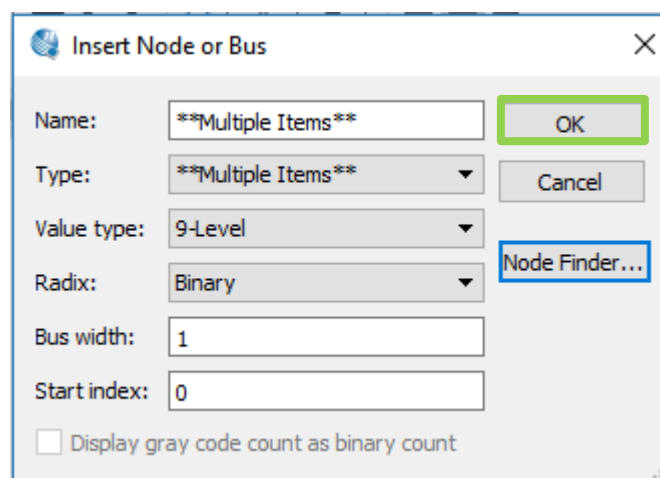 Insert Node or Bus
Name: **Multiple Items** OK
Type: **Multiple Items** Cancel
Value type: 9-Level
Node Finder...
Radix: Binary
Bus width: 1
Start index: 0
Display gray code count as binary count